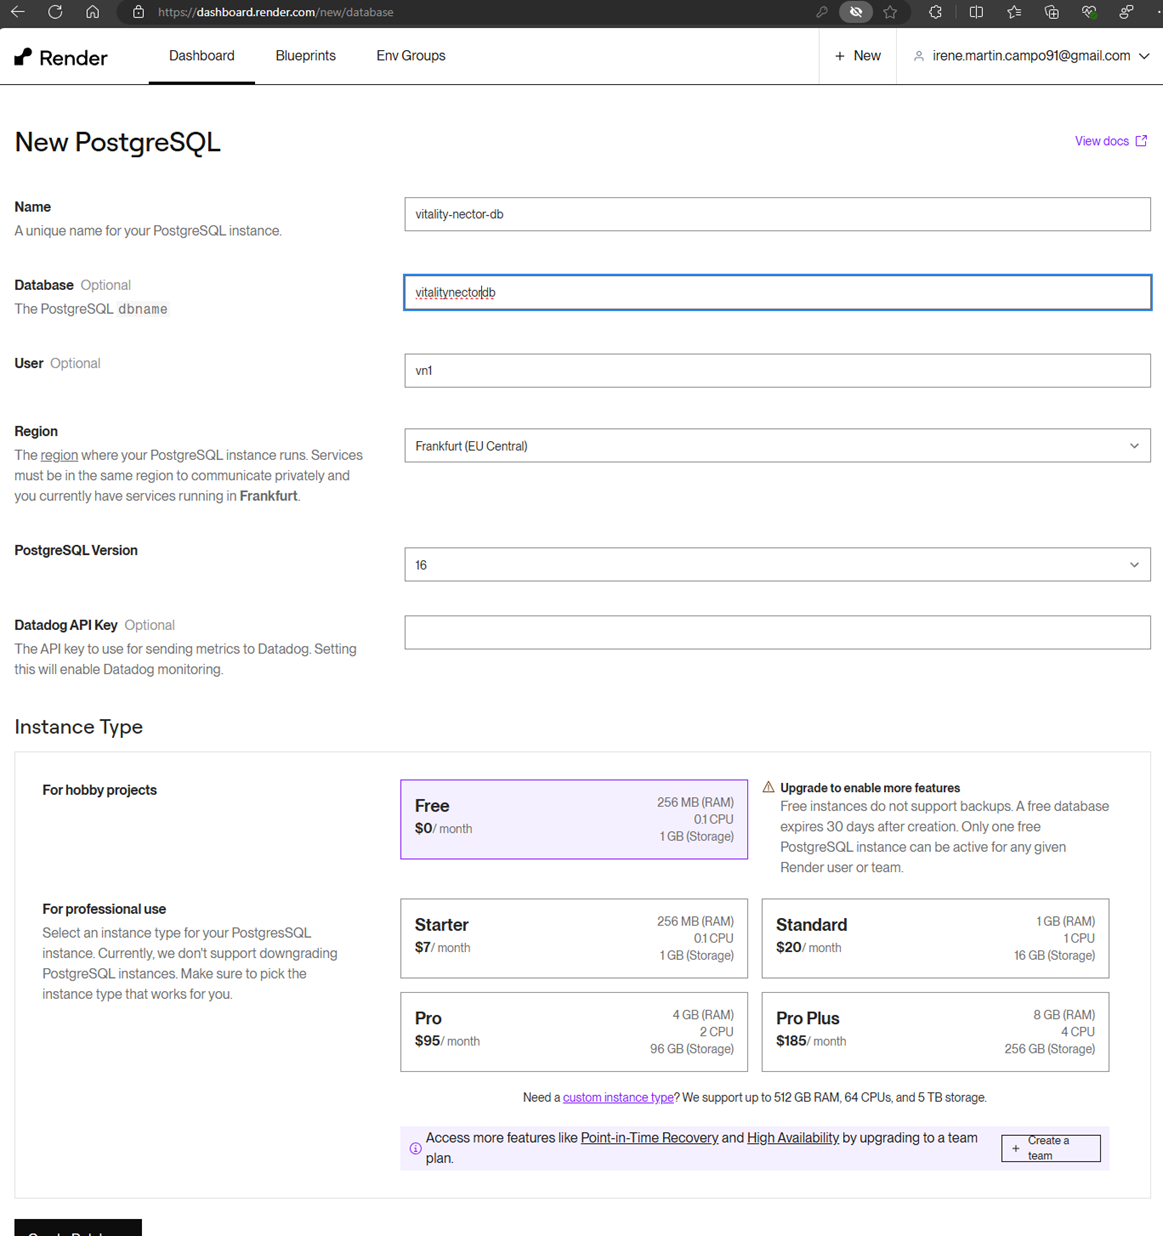 https://dashboard.render.com/new/database
Render
Dashboard
Blueprints
Env Groups
+ New
irene.martin.campo91@gmail.com
New PostgreSQL
View docs
Name
A unique name for your PostgreSQL instance.
vitality-nector-db
Database Optional
The PostgreSQL dbname
vitalitynectordb
User Optional
vn1
Region
The region where your PostgreSQL instance runs. Services
must be in the same region to communicate privately and
you currently have services running in Frankfurt.
Frankfurt (EU Central)
PostgreSQL Version
16
Datadog API Key Optional
The API key to use for sending metrics to Datadog. Setting
this will enable Datadog monitoring.
Instance Type
For hobby projects
Free
$0/ month
256 MB (RAM)
0.1 CPU
1 GB (Storage)
Upgrade to enable more features
Free instances do not support backups. A free database
expires 30 days after creation. Only one free
PostgreSQL instance can be active for any given
Render user or team.
For professional use
Select an instance type for your PostgresSQL
instance. Currently, we don't support downgrading
PostgreSQL instances. Make sure to pick the
instance type that works for you.
Starter
$7/ month
256 MB (RAM)
0.1 CPU
1 GB (Storage)
Standard
$20/ month
1 GB (RAM)
1 CPU
16 GB (Storage)
Pro
$95/ month
4 GB (RAM)
2 CPU
96 GB (Storage)
Pro Plus
$185/ month
8 GB (RAM)
4 CPU
256 GB (Storage)
Need a custom instance type? We support up to 512 GB RAM, 64 CPUs, and 5 TB storage.
Access more features like Point-in-Time Recovery and High Availability by upgrading to a team
plan.
+ Create a
team